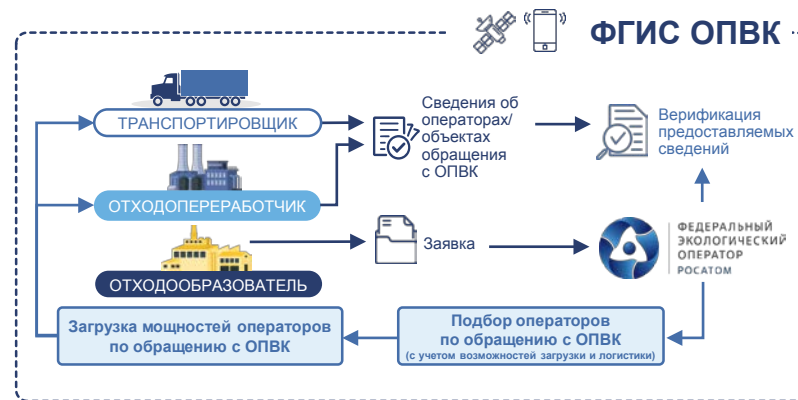 ФГИС ОПВК
ТРАНСПОРТИРОВЩИК
Сведения об
операторах/
объектах
обращения
с ОПВК
Верификация
предоставляемых
сведений
ОТХОДОПЕРЕРАБОТЧИК
ОТХОДООБРАЗОВАТЕЛЬ
Заявка
ФЕДЕРАЛЬНЫЙ
ЭКОЛОГИЧЕСКИЙ
ОПЕРАТОР
РОСАТОМ
Загрузка мощностей операторов
по обращению с ОПВК
Подбор операторов
по обращению с ОПВК
(с учетом возможностей загрузки и логистики)